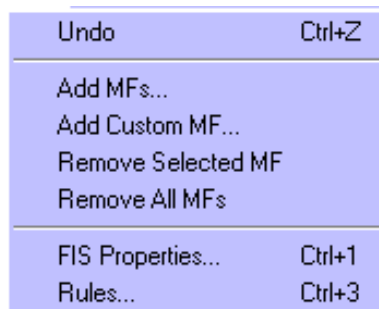 Undo Ctrl+Z
Add MFs...
Add Custom MF...
Remove Selected MF
Remove All MFs
FIS Properties... Ctrl+1
Rules... Ctrl+3